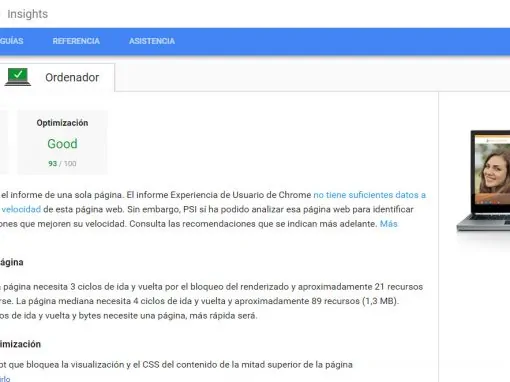 Insights
GUÍAS REFERENCIA ASISTENCIA
Ordenador
Optimización
Good
93 / 100
el informe de una sola página. El informe Experiencia de Usuario de Chrome no tiene suficientes datos a
velocidad de esta página web. Sin embargo, PSI sí ha podido analizar esa página web para identificar
ones que mejoren su velocidad. Consulta las recomendaciones que se indican más adelante. Más
ágina
página necesita 3 ciclos de ida y vuelta por el bloqueo del renderizado y aproximadamente 21 recursos
rse. La página mediana necesita 4 ciclos de ida y vuelta y aproximadamente 89 recursos (1,3 MB).
os de ida y vuelta y bytes necesite una página, más rápida será.
imización
pt que bloquea la visualización y el CSS del contenido de la mitad superior de la página
irlo